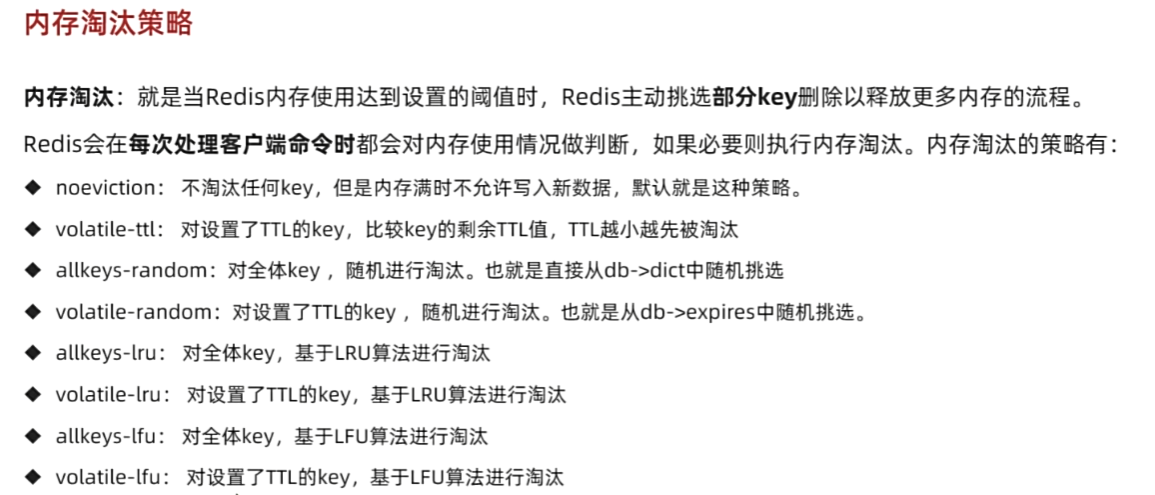 内存淘汰策略
内存淘汰：就是当Redis内存使用达到设置的阈值时，Redis主动挑选部分key删除以释放更多内存的流程。
Redis会在每次处理客户端命令时都会对内存使用情况做判断，如果必要则执行内存淘汰。内存淘汰的策略有：
◆ noeviction： 不淘汰任何key，但是内存满时不允许写入新数据，默认就是这种策略。
◆ volatile-ttl： 对设置了TTL的key，比较key的剩余TTL值，TTL越小越先被淘汰
◆ allkeys-random：对全体key ，随机进行淘汰。也就是直接从db->dict中随机挑选
◆ volatile-random：对设置了TTL的key ，随机进行淘汰。也就是从db->expires中随机挑选。
◆ allkeys-lru： 对全体key，基于LRU算法进行淘汰
◆ volatile-lru： 对设置了TTL的key，基于LRU算法进行淘汰
◆ allkeys-lfu： 对全体key，基于LFU算法进行淘汰
◆ volatile-lfu： 对设置了TTL的key，基于LFU算法进行淘汰